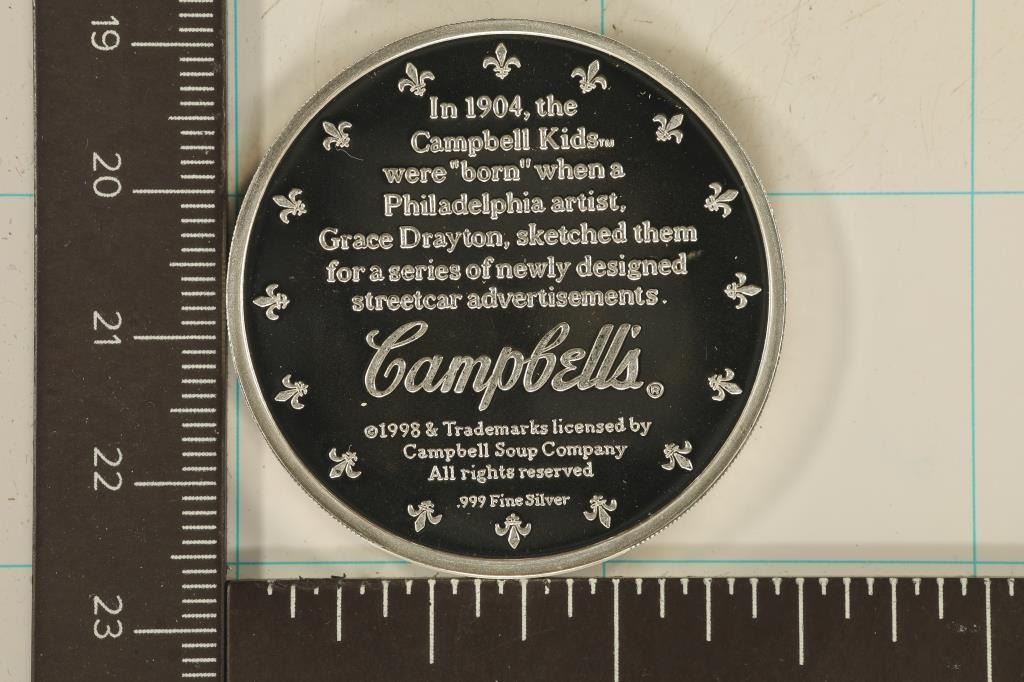 In 1904, the
Campbell Kids™
were "born" when a
Philadelphia artist,
Grace Drayton, sketched them
for a series of newly designed
streetcar advertisements.
Campbell's®
©1998 & Trademarks licensed by
Campbell Soup Company
All rights reserved
.999 Fine Silver
19
20
21
22
23